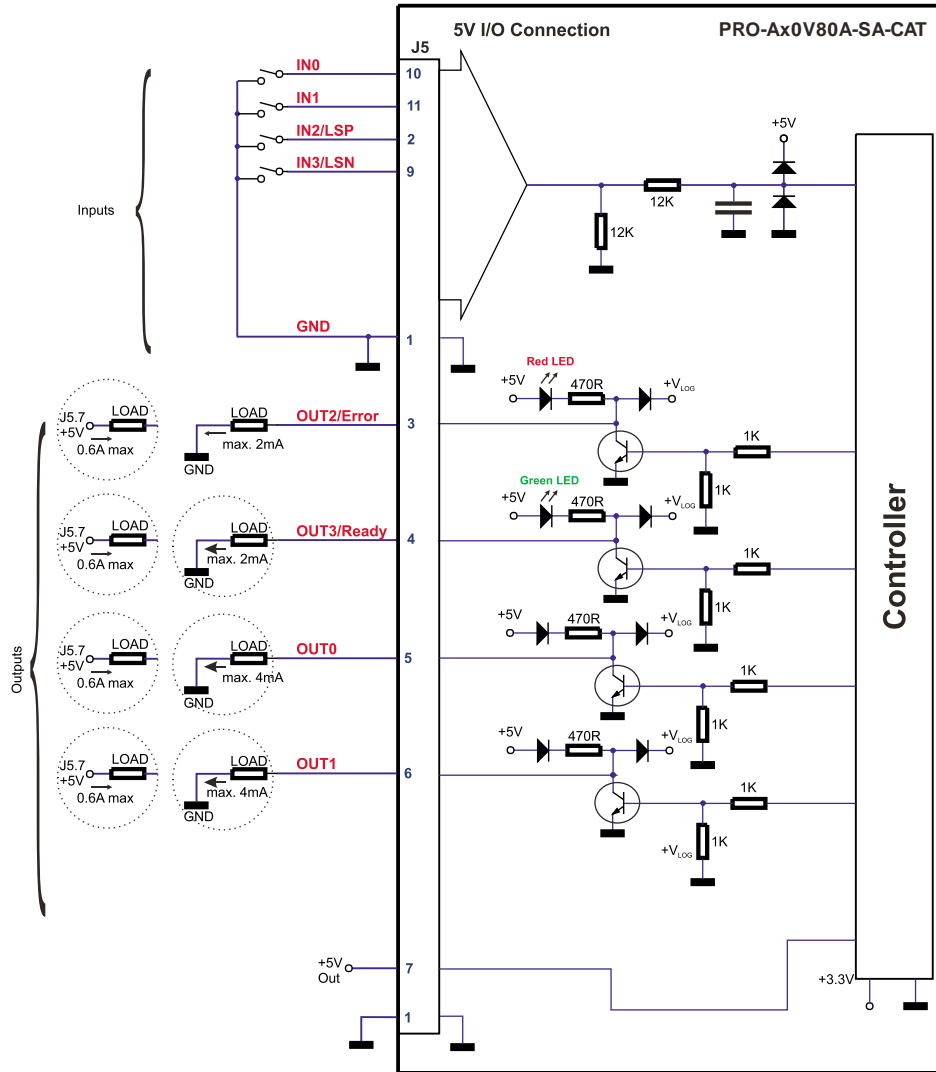 5V I/O Connection
PRO-Ax0V80A-SA-CAT
J5
IN0
10
IN1
11
IN2/LSP
2
IN3/LSN
9
Inputs
+5V
12K
12K
GND
1
Red LED
+5V
470R
+VLOG
J5.7
+5V
LOAD
0.6A max
LOAD
max. 2mA
GND
OUT2/Error
3
1K
1K
Green LED
+5V
470R
+VLOG
J5.7
+5V
LOAD
0.6A max
LOAD
max. 2mA
GND
OUT3/Ready
4
1K
1K
Controller
Outputs
+5V
470R
+VLOG
J5.7
+5V
LOAD
0.6A max
LOAD
max. 4mA
GND
OUT0
5
1K
1K
+5V
470R
+VLOG
J5.7
+5V
LOAD
0.6A max
LOAD
max. 4mA
GND
OUT1
6
1K
1K
+VLOG
+5V
Out
7
+3.3V
1